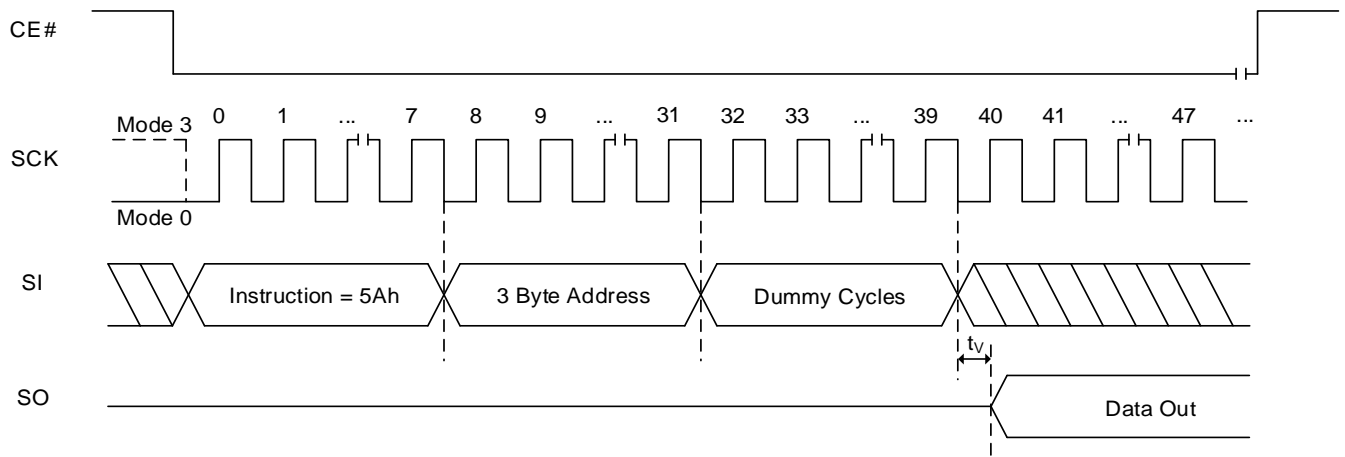 CE#
0 1 ... 7 8 9 ... 31 32 33 ... 39 40 41 ... 47 ...
Mode 3
SCK
Mode 0
SI
Instruction = 5Ah
3 Byte Address
Dummy Cycles
tV
SO
Data Out